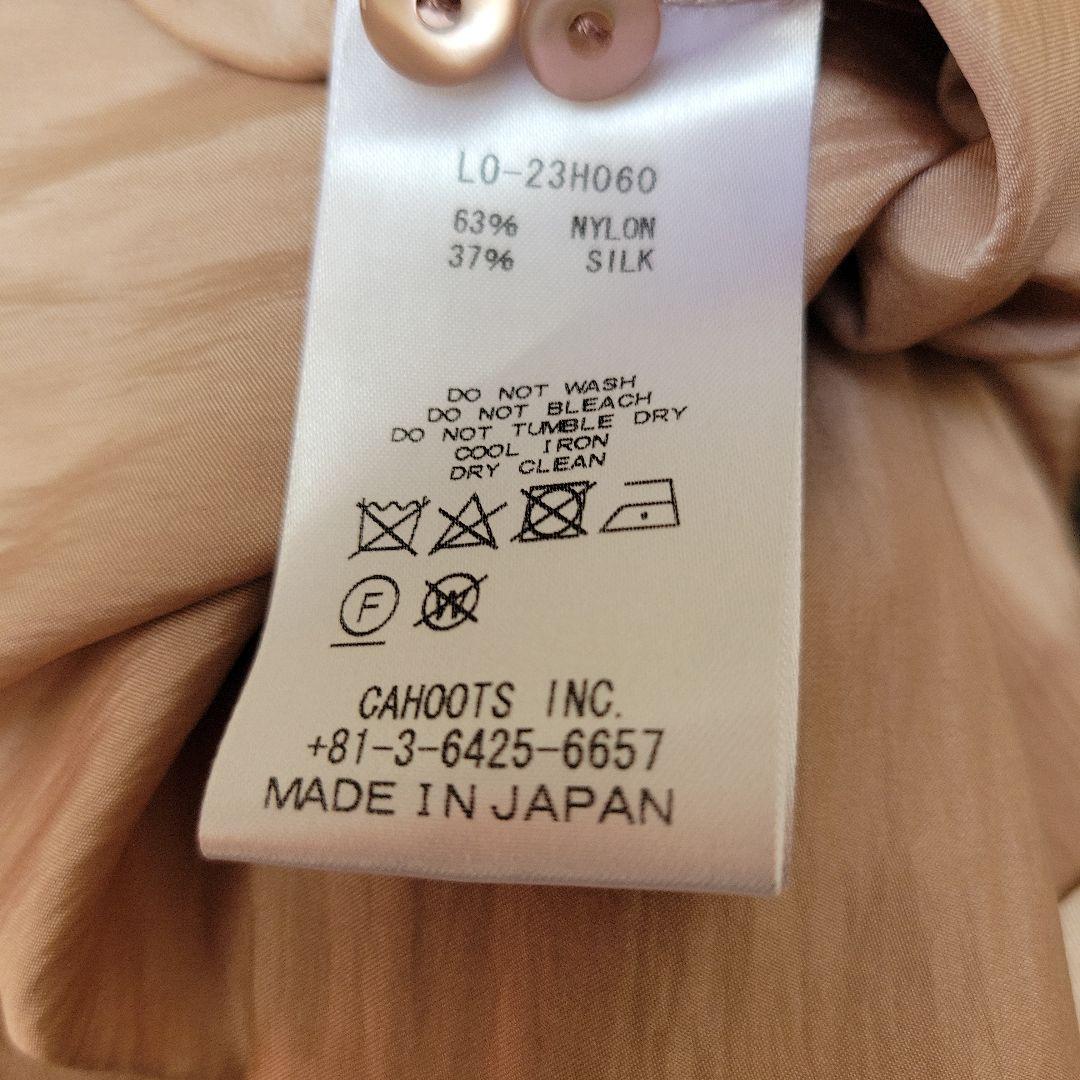 LO-23H060
63% NYLON
37% SILK
DO NOT WASH
DO NOT BLEACH
DO NOT TUMBLE DRY
COOL IRON
DRY CLEAN
F W
CAHOOTS INC.
+81-3-6425-6657
MADE IN JAPAN